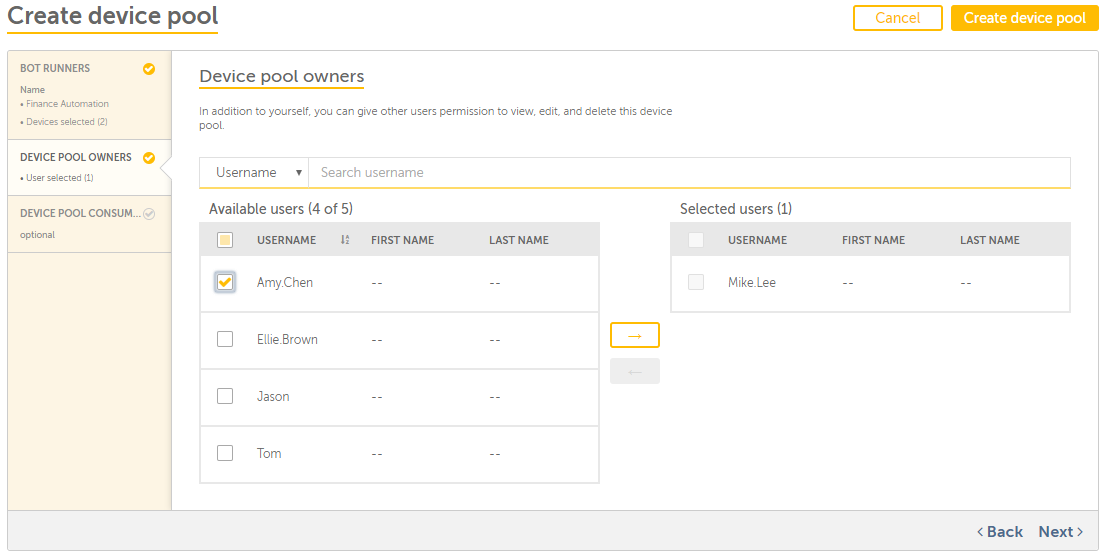 Create device pool
Cancel
Create device pool
BOT RUNNERS
Name
• Finance Automation
• Devices selected (2)
DEVICE POOL OWNERS
• User selected (1)
DEVICE POOL CONSUM...
optional
Device pool owners
In addition to yourself, you can give other users permission to view, edit, and delete this device
pool.
Username ▾ Search username
Available users (4 of 5)
USERNAME FIRST NAME LAST NAME
Amy.Chen -- --
Ellie.Brown -- --
Jason -- --
Tom -- --
→
←
Selected users (1)
USERNAME FIRST NAME LAST NAME
Mike.Lee -- --
‹ Back Next ›